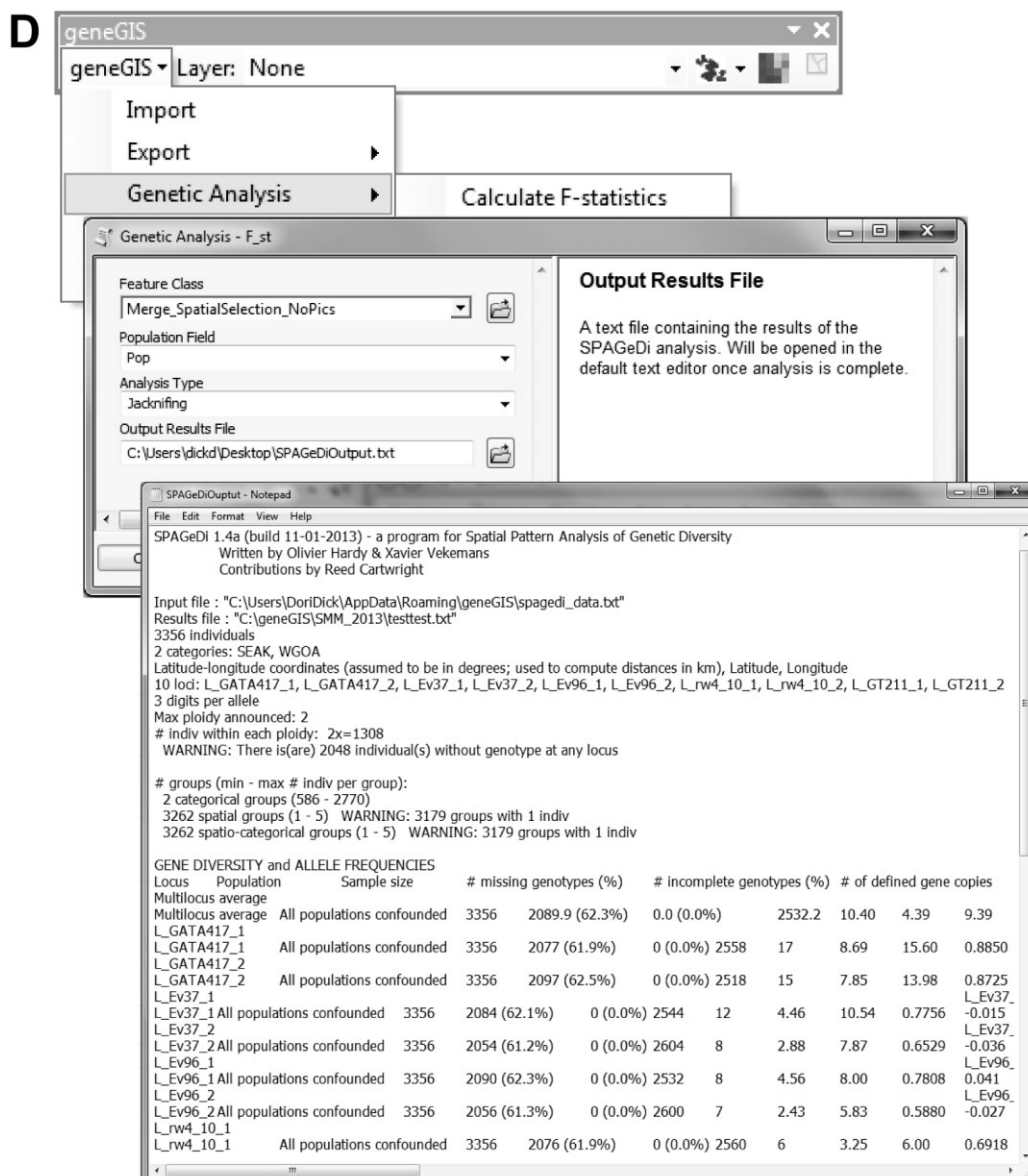 D
geneGIS
geneGIS Layer: None
Import
Export
Genetic Analysis
Calculate F-statistics
Genetic Analysis - F_st
Feature Class
Merge_SpatialSelection_NoPics
Population Field
Pop
Analysis Type
Jacknifing
Output Results File
C:\Users\dickd\Desktop\SPAGeDiOutput.txt
Output Results File
A text file containing the results of the
SPAGeDi analysis. Will be opened in the
default text editor once analysis is complete.
SPAGeDiOuptut - Notepad
File Edit Format View Help
SPAGeDi 1.4a (build 11-01-2013) - a program for Spatial Pattern Analysis of Genetic Diversity
Written by Olivier Hardy & Xavier Vekemans
Contributions by Reed Cartwright
Input file : "C:\Users\DoriDick\AppData\Roaming\geneGIS\spagedi_data.txt"
Results file : "C:\geneGIS\SMM_2013\testtest.txt"
3356 individuals
2 categories: SEAK, WGOA
Latitude-longitude coordinates (assumed to be in degrees; used to compute distances in km), Latitude, Longitude
10 loci: L_GATA417_1, L_GATA417_2, L_Ev37_1, L_Ev37_2, L_Ev96_1, L_Ev96_2, L_rw4_10_1, L_rw4_10_2, L_GT211_1, L_GT211_2
3 digits per allele
Max ploidy announced: 2
# indiv within each ploidy: 2x=1308
WARNING: There is(are) 2048 individual(s) without genotype at any locus
# groups (min - max # indiv per group):
2 categorical groups (586 - 2770)
3262 spatial groups (1 - 5) WARNING: 3179 groups with 1 indiv
3262 spatio-categorical groups (1 - 5) WARNING: 3179 groups with 1 indiv
GENE DIVERSITY and ALLELE FREQUENCIES
Locus Population Sample size # missing genotypes (%) # incomplete genotypes (%) # of defined gene copies
Multilocus average
Multilocus average All populations confounded 3356 2089.9 (62.3%) 0.0 (0.0%) 2532.2 10.40 4.39 9.39
L_GATA417_1
L_GATA417_1 All populations confounded 3356 2077 (61.9%) 0 (0.0%) 2558 17 8.69 15.60 0.8850
L_GATA417_2
L_GATA417_2 All populations confounded 3356 2097 (62.5%) 0 (0.0%) 2518 15 7.85 13.98 0.8725
L_Ev37_1 L_Ev37_
L_Ev37_1 All populations confounded 3356 2084 (62.1%) 0 (0.0%) 2544 12 4.46 10.54 0.7756 -0.015
L_Ev37_2 L_Ev37_
L_Ev37_2 All populations confounded 3356 2054 (61.2%) 0 (0.0%) 2604 8 2.88 7.87 0.6529 -0.036
L_Ev96_1 L_Ev96_
L_Ev96_1 All populations confounded 3356 2090 (62.3%) 0 (0.0%) 2532 8 4.56 8.00 0.7808 0.041
L_Ev96_2 L_Ev96_
L_Ev96_2 All populations confounded 3356 2056 (61.3%) 0 (0.0%) 2600 7 2.43 5.83 0.5880 -0.027
L_rw4_10_1
L_rw4_10_1 All populations confounded 3356 2076 (61.9%) 0 (0.0%) 2560 6 3.25 6.00 0.6918